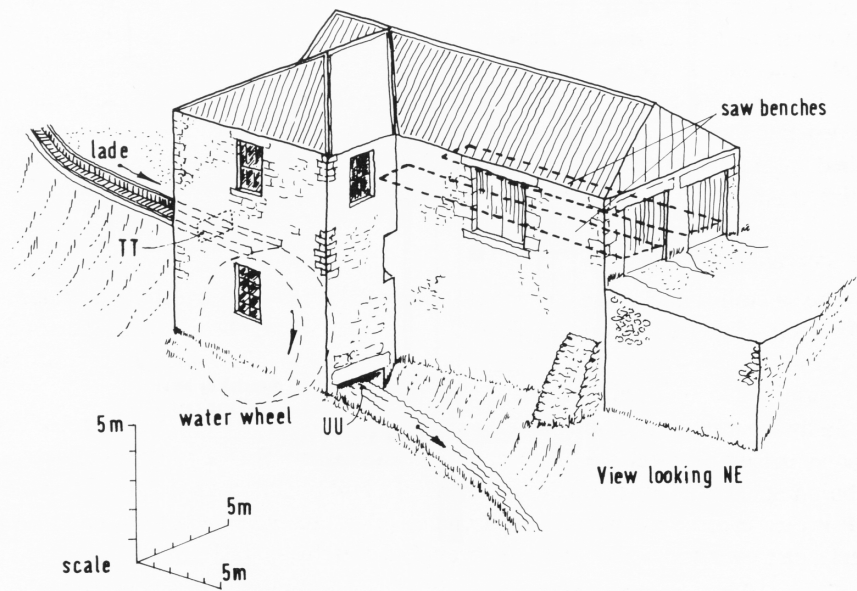 saw benches
lade
TT
water wheel
UU
View looking NE
5m
5m
5m
scale